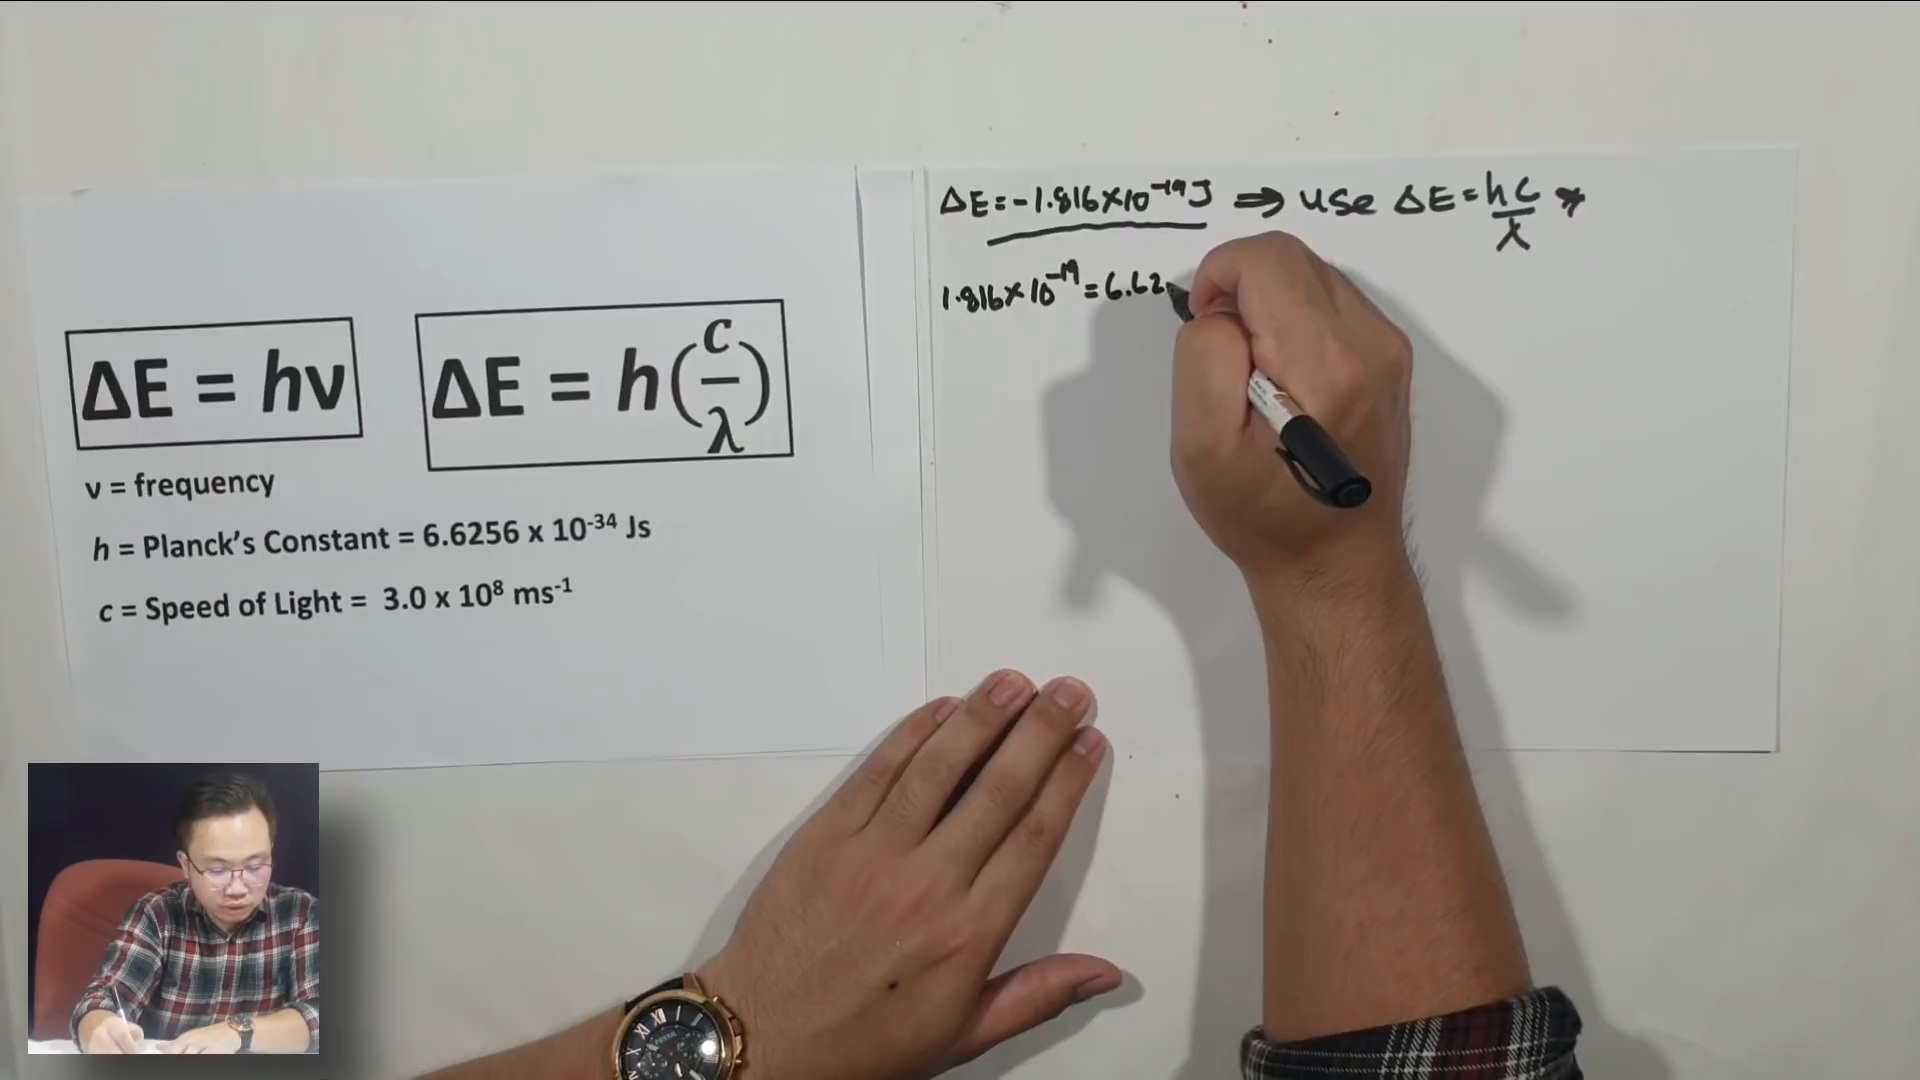 ΔE = hν
ΔE = h(c/λ)
ν = frequency
h = Planck's Constant = 6.6256 x 10⁻³⁴ Js
c = Speed of Light = 3.0 x 10⁸ ms⁻¹
ΔE = -1.816×10⁻¹⁹J ⇒ use ΔE = hc/λ *
1.816×10⁻¹⁹ = 6.62